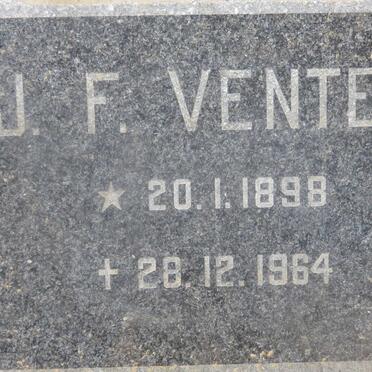 J. F. VENTE
★ 20.1.1898
✝ 28.12.1964